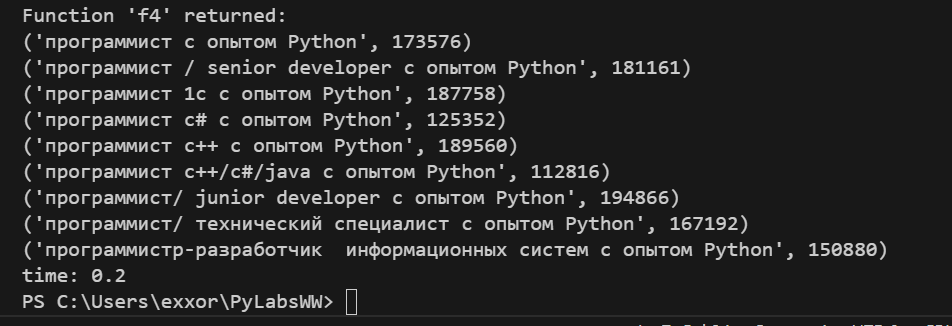 Function 'f4' returned:
('программист с опытом Python', 173576)
('программист / senior developer с опытом Python', 181161)
('программист 1с с опытом Python', 187758)
('программист c# с опытом Python', 125352)
('программист c++ с опытом Python', 189560)
('программист c++/c#/java с опытом Python', 112816)
('программист/ junior developer с опытом Python', 194866)
('программист/ технический специалист с опытом Python', 167192)
('программистр-разработчик  информационных систем с опытом Python', 150880)
time: 0.2
PS C:\Users\exxor\PyLabsWW>